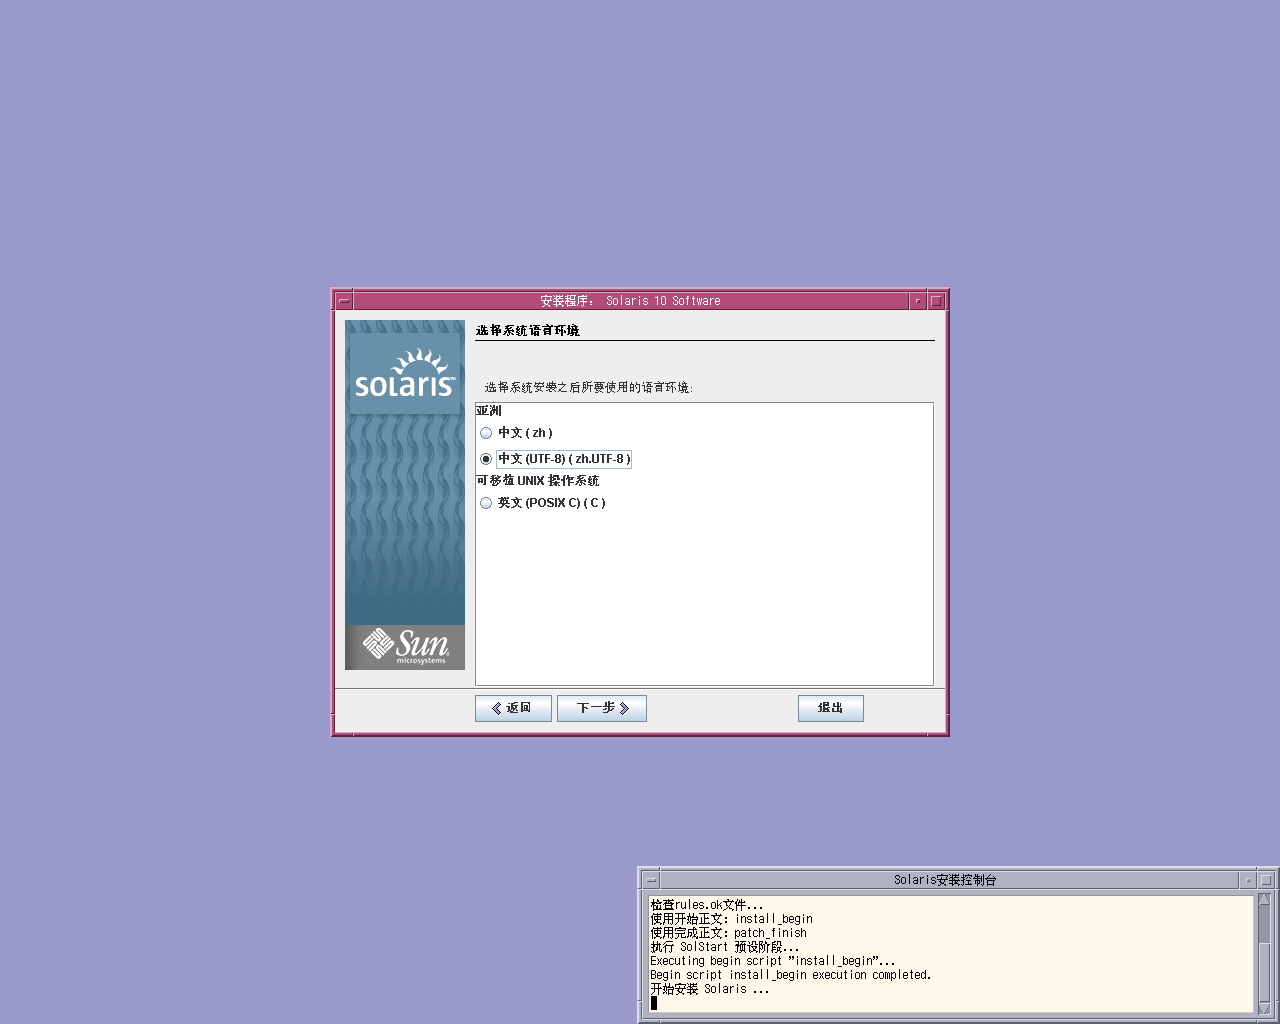 安装程序： Solaris 10 Software
solaris™
选择系统语言环境
选择系统安装之后所要使用的语言环境:
亚洲
中文 ( zh )
中文 (UTF-8) ( zh.UTF-8 )
可移植 UNIX 操作系统
英文 (POSIX C) ( C )
Sun
microsystems
返回
下一步
退出
Solaris安装控制台
检查rules.ok文件...
使用开始正文: install_begin
使用完成正文: patch_finish
执行 SolStart 预设阶段...
Executing begin script "install_begin"...
Begin script install_begin execution completed.
开始安装 Solaris ...